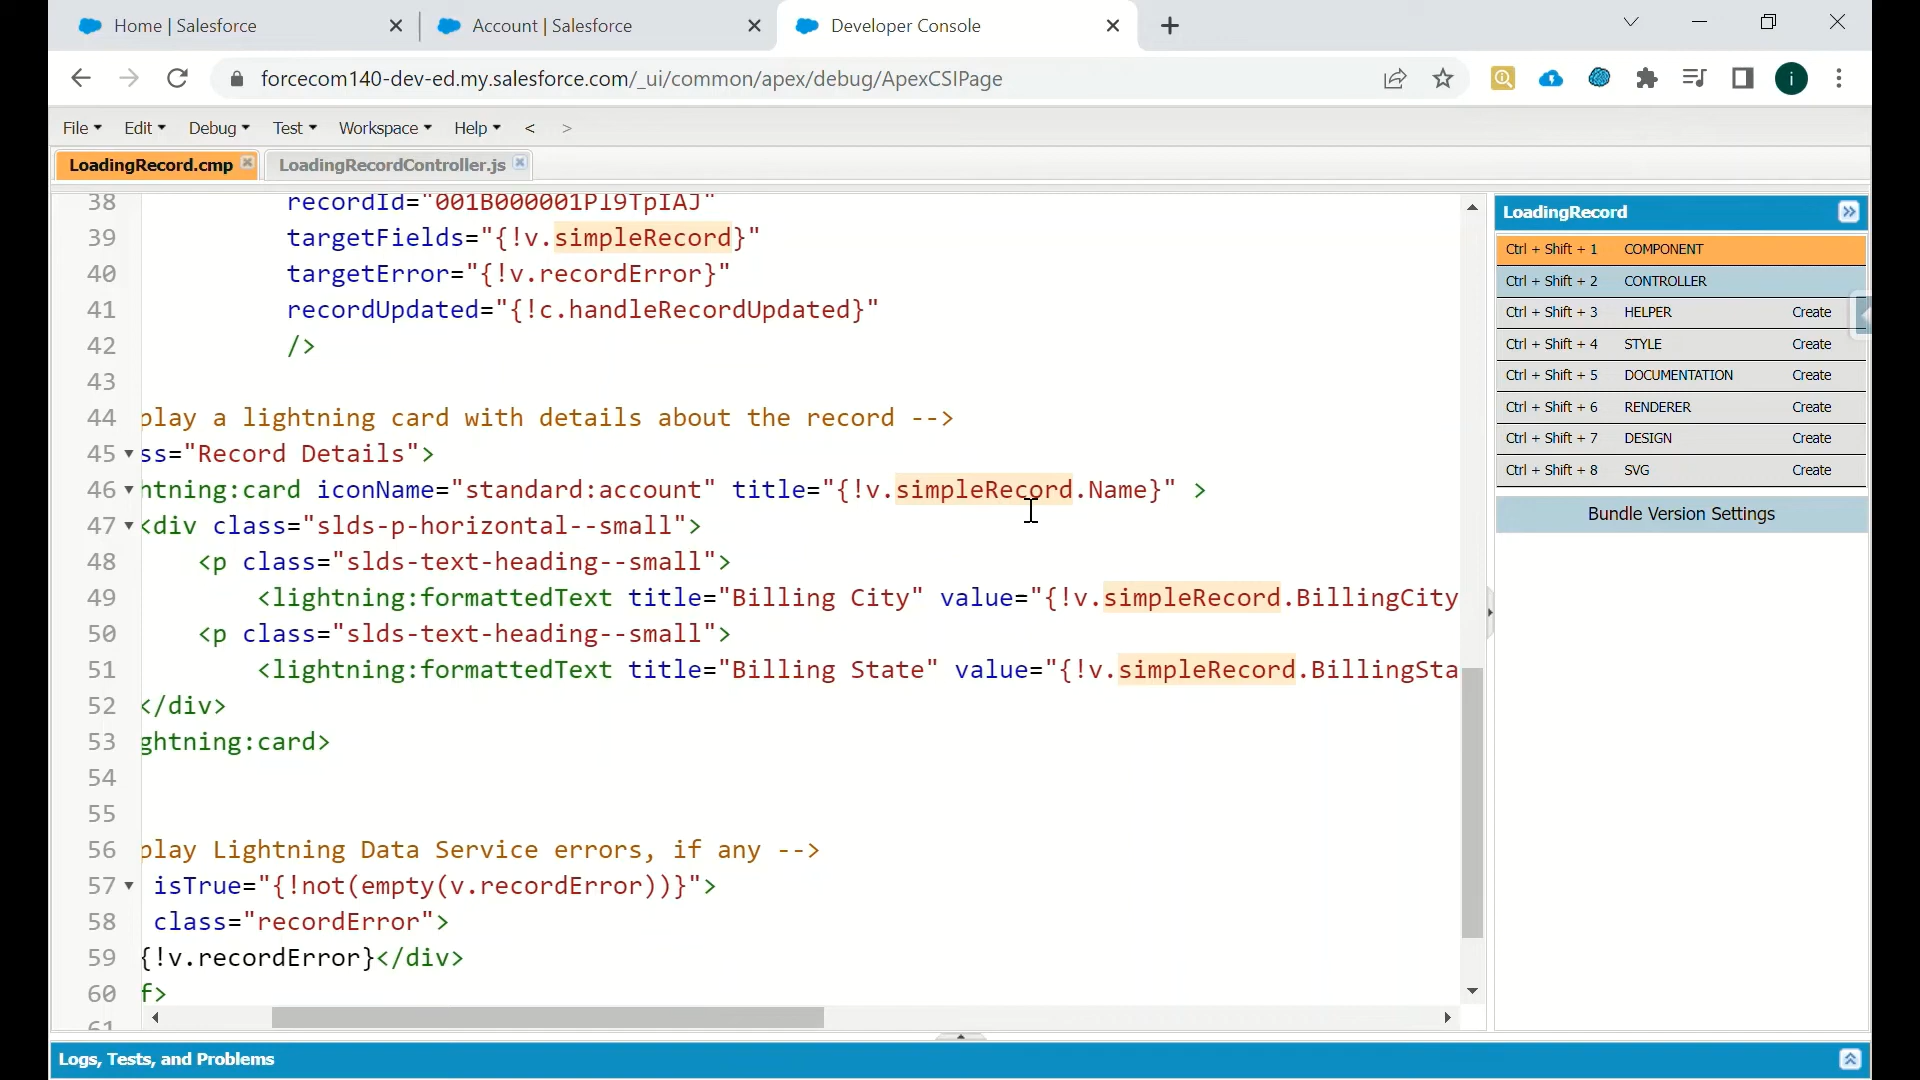 Home | Salesforce
Account | Salesforce
Developer Console
forcecom140-dev-ed.my.salesforce.com/_ui/common/apex/debug/ApexCSIPage
i
File Edit Debug Test Workspace Help < >
LoadingRecord.cmp
LoadingRecordController.js
38 recordId="001B000001Pl9TpIAJ"
39 targetFields="{!v.simpleRecord}"
40 targetError="{!v.recordError}"
41 recordUpdated="{!c.handleRecordUpdated}"
42 />
43
44 play a lightning card with details about the record -->
45 ss="Record Details">
46 htning:card iconName="standard:account" title="{!v.simpleRecord.Name}" >
47 <div class="slds-p-horizontal--small">
48 <p class="slds-text-heading--small">
49 <lightning:formattedText title="Billing City" value="{!v.simpleRecord.BillingCity
50 <p class="slds-text-heading--small">
51 <lightning:formattedText title="Billing State" value="{!v.simpleRecord.BillingSta
52 </div>
53 ghtning:card>
54
55
56 play Lightning Data Service errors, if any -->
57 isTrue="{!not(empty(v.recordError))}">
58 class="recordError">
59 {!v.recordError}</div>
60 f>
61
LoadingRecord
Ctrl + Shift + 1 COMPONENT
Ctrl + Shift + 2 CONTROLLER
Ctrl + Shift + 3 HELPER Create
Ctrl + Shift + 4 STYLE Create
Ctrl + Shift + 5 DOCUMENTATION Create
Ctrl + Shift + 6 RENDERER Create
Ctrl + Shift + 7 DESIGN Create
Ctrl + Shift + 8 SVG Create
Bundle Version Settings
Logs, Tests, and Problems